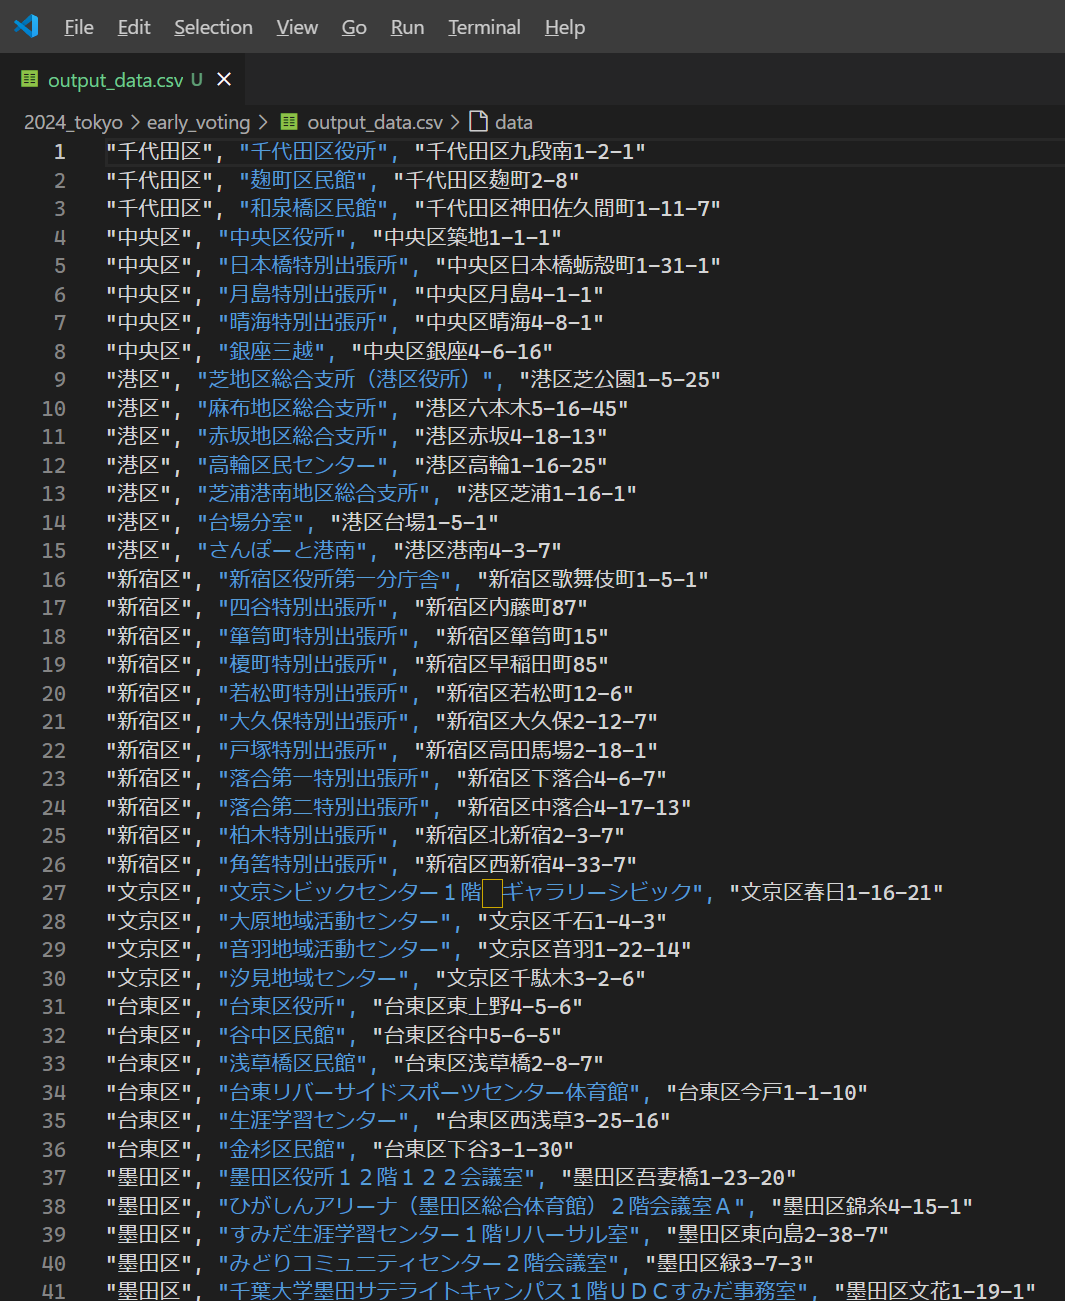 File Edit Selection View Go Run Terminal Help
output_data.csv U ×
2024_tokyo > early_voting > output_data.csv > data
1 "千代田区", "千代田区役所", "千代田区九段南1-2-1"
2 "千代田区", "麹町区民館", "千代田区麹町2-8"
3 "千代田区", "和泉橋区民館", "千代田区神田佐久間町1-11-7"
4 "中央区", "中央区役所", "中央区築地1-1-1"
5 "中央区", "日本橋特別出張所", "中央区日本橋蛎殻町1-31-1"
6 "中央区", "月島特別出張所", "中央区月島4-1-1"
7 "中央区", "晴海特別出張所", "中央区晴海4-8-1"
8 "中央区", "銀座三越", "中央区銀座4-6-16"
9 "港区", "芝地区総合支所（港区役所）", "港区芝公園1-5-25"
10 "港区", "麻布地区総合支所", "港区六本木5-16-45"
11 "港区", "赤坂地区総合支所", "港区赤坂4-18-13"
12 "港区", "高輪区民センター", "港区高輪1-16-25"
13 "港区", "芝浦港南地区総合支所", "港区芝浦1-16-1"
14 "港区", "台場分室", "港区台場1-5-1"
15 "港区", "さんぽーと港南", "港区港南4-3-7"
16 "新宿区", "新宿区役所第一分庁舎", "新宿区歌舞伎町1-5-1"
17 "新宿区", "四谷特別出張所", "新宿区内藤町87"
18 "新宿区", "箪笥町特別出張所", "新宿区箪笥町15"
19 "新宿区", "榎町特別出張所", "新宿区早稲田町85"
20 "新宿区", "若松町特別出張所", "新宿区若松町12-6"
21 "新宿区", "大久保特別出張所", "新宿区大久保2-12-7"
22 "新宿区", "戸塚特別出張所", "新宿区高田馬場2-18-1"
23 "新宿区", "落合第一特別出張所", "新宿区下落合4-6-7"
24 "新宿区", "落合第二特別出張所", "新宿区中落合4-17-13"
25 "新宿区", "柏木特別出張所", "新宿区北新宿2-3-7"
26 "新宿区", "角筈特別出張所", "新宿区西新宿4-33-7"
27 "文京区", "文京シビックセンター１階　ギャラリーシビック", "文京区春日1-16-21"
28 "文京区", "大原地域活動センター", "文京区千石1-4-3"
29 "文京区", "音羽地域活動センター", "文京区音羽1-22-14"
30 "文京区", "汐見地域センター", "文京区千駄木3-2-6"
31 "台東区", "台東区役所", "台東区東上野4-5-6"
32 "台東区", "谷中区民館", "台東区谷中5-6-5"
33 "台東区", "浅草橋区民館", "台東区浅草橋2-8-7"
34 "台東区", "台東リバーサイドスポーツセンター体育館", "台東区今戸1-1-10"
35 "台東区", "生涯学習センター", "台東区西浅草3-25-16"
36 "台東区", "金杉区民館", "台東区下谷3-1-30"
37 "墨田区", "墨田区役所１２階１２２会議室", "墨田区吾妻橋1-23-20"
38 "墨田区", "ひがしんアリーナ（墨田区総合体育館）２階会議室Ａ", "墨田区錦糸4-15-1"
39 "墨田区", "すみだ生涯学習センター１階リハーサル室", "墨田区東向島2-38-7"
40 "墨田区", "みどりコミュニティセンター２階会議室", "墨田区緑3-7-3"
41 "墨田区", "千葉大学墨田サテライトキャンパス１階ＵＤＣすみだ事務室", "墨田区文花1-19-1"